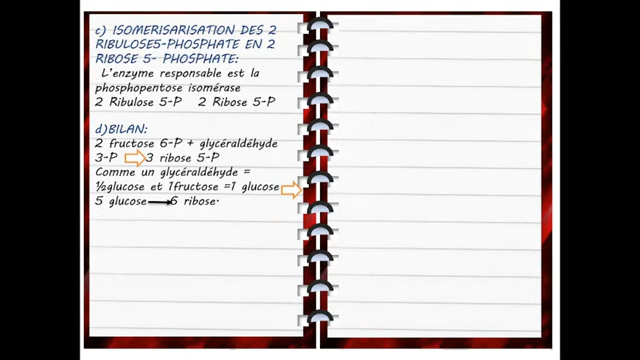 c) ISOMERISARISATION DES 2
RIBULOSE5-PHOSPHATE EN 2
RIBOSE 5- PHOSPHATE:
L'enzyme responsable est la
phosphopentose isomérase
2 Ribulose 5-P 2 Ribose 5-P
d)BILAN:
2 fructose 6-P + glycéraldéhyde
3-P 3 ribose 5-P
Comme un glycéraldéhyde =
½glucose et 1fructose =1 glucose
5 glucose 6 ribose.